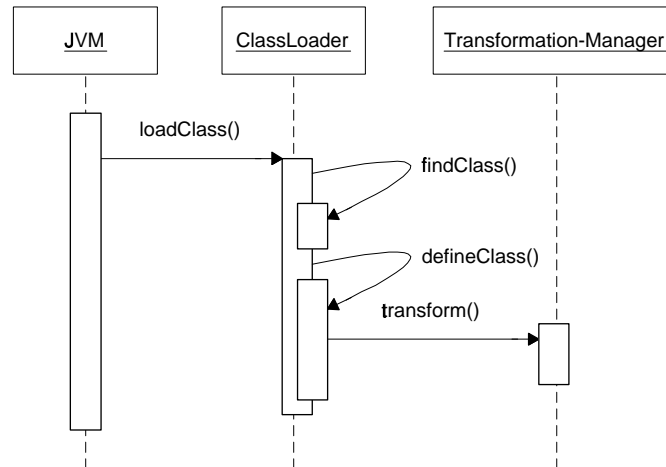 JVM
ClassLoader
Transformation-Manager
loadClass()
findClass()
defineClass()
transform()